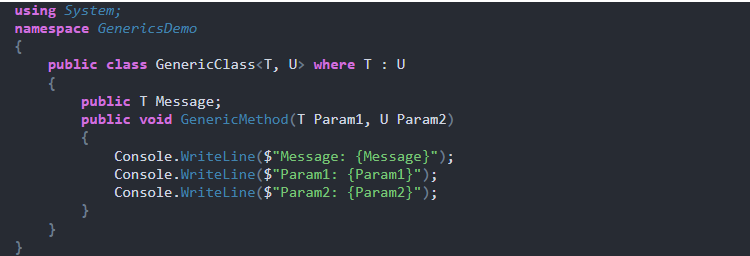 using System;
namespace GenericsDemo
{
    public class GenericClass<T, U> where T : U
    {
        public T Message;
        public void GenericMethod(T Param1, U Param2)
        {
            Console.WriteLine($"Message: {Message}");
            Console.WriteLine($"Param1: {Param1}");
            Console.WriteLine($"Param2: {Param2}");
        }
    }
}